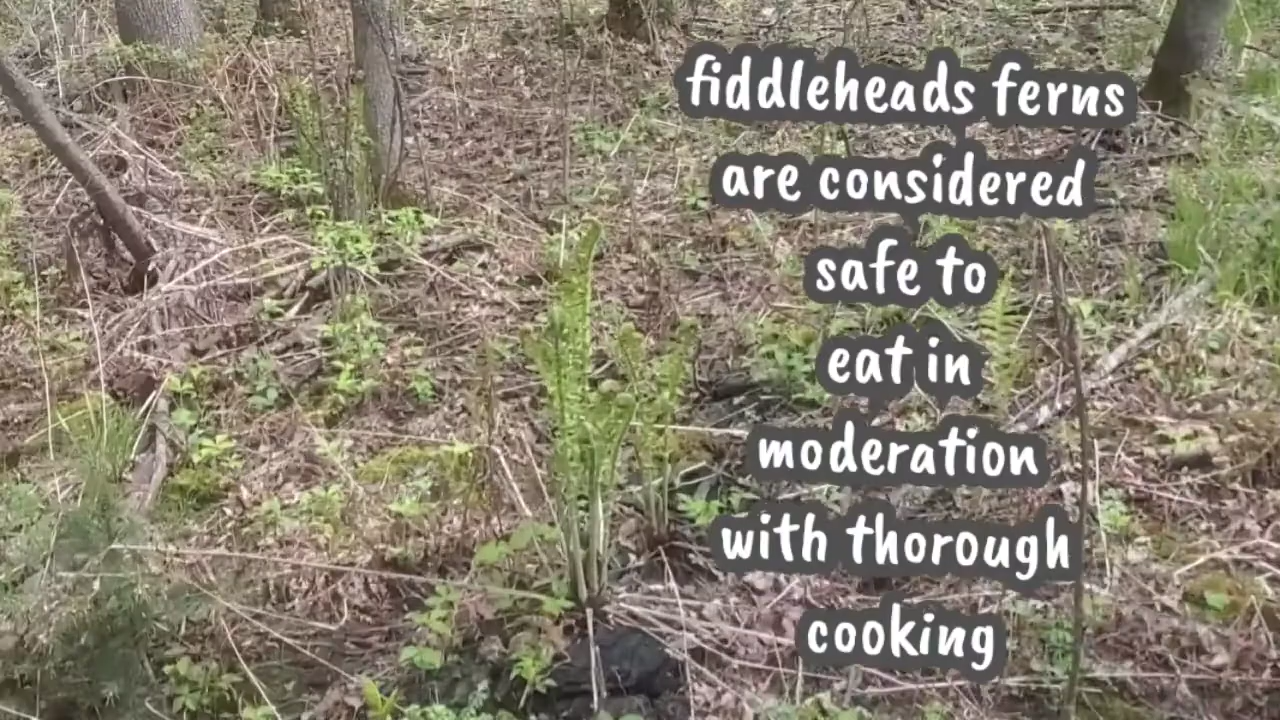 fiddleheads ferns
are considered
safe to
eat in
moderation
with thorough
cooking